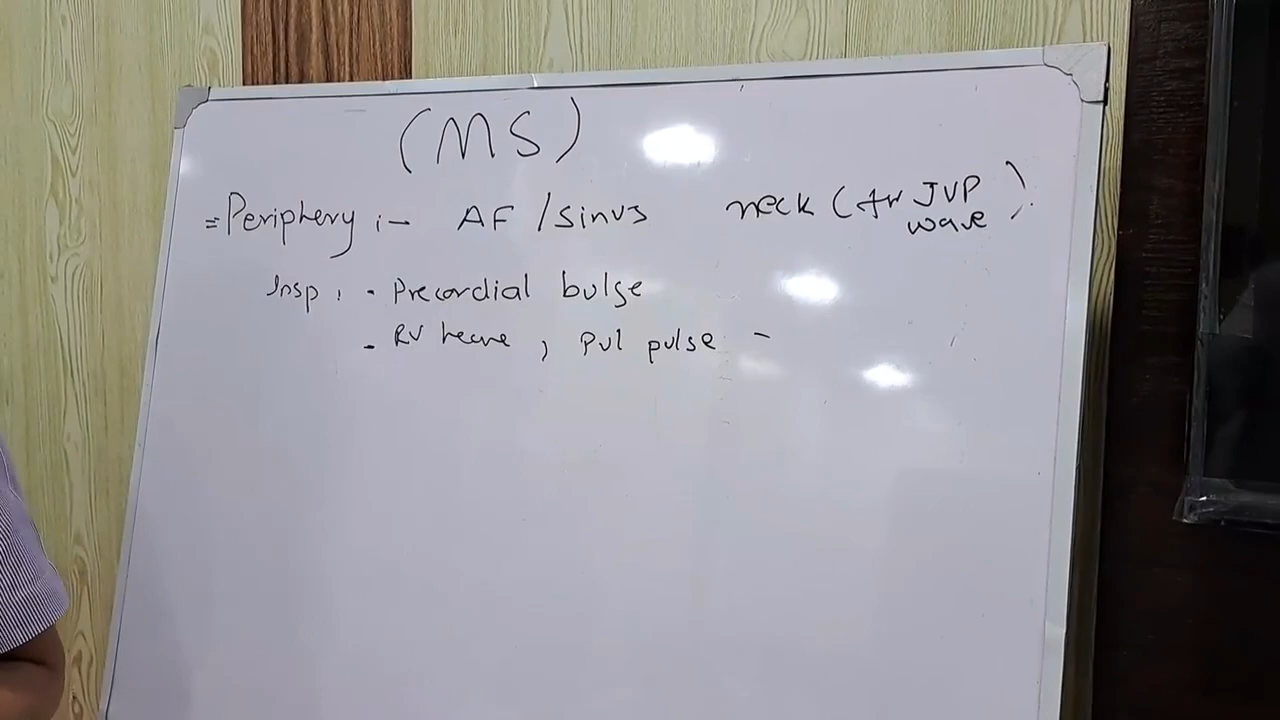 (MS)
=Periphery :- AF /sinus neck (for JVP wave)
Insp : • Precordial bulge
- RV heave , Pul pulse -